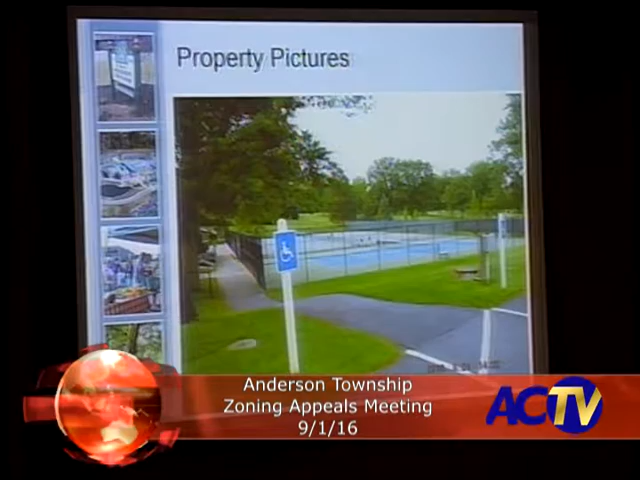 Property Pictures
Anderson Township
Zoning Appeals Meeting
9/1/16
ACTV